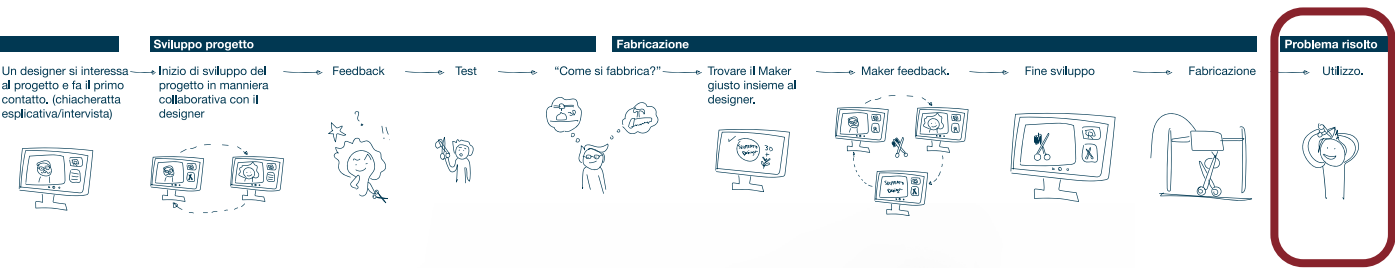 Sviluppo progetto
Fabricazione
Problema risolto
Un designer si interessa
al progetto e fa il primo
contatto. (chiacheratta
esplicativa/intervista)
Inizio di sviluppo del
progetto in manniera
collaborativa con il
designer
Feedback
Test
“Come si fabbrica?”
Trovare il Maker
giusto insieme al
designer.
Maker feedback.
Fine sviluppo
Fabricazione
Utilizzo.
? !!
3D